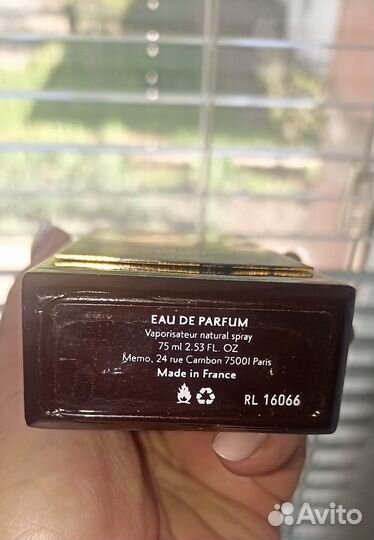 EAU DE PARFUM
Vaporisateur natural spray
75 ml 2.53 FL. OZ
Memo, 24 rue Cambon 75001 Paris
Made in France
RL 16066
Avito